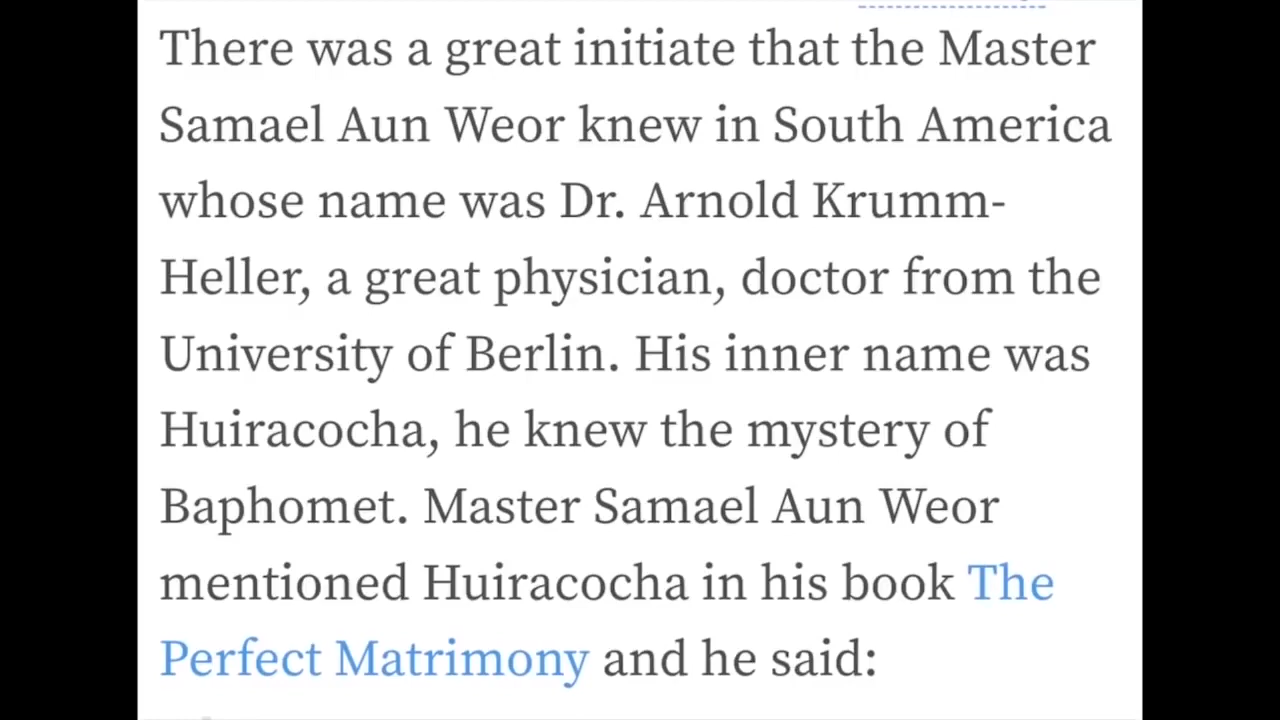 There was a great initiate that the Master
Samael Aun Weor knew in South America
whose name was Dr. Arnold Krumm-
Heller, a great physician, doctor from the
University of Berlin. His inner name was
Huiracocha, he knew the mystery of
Baphomet. Master Samael Aun Weor
mentioned Huiracocha in his book The
Perfect Matrimony and he said: